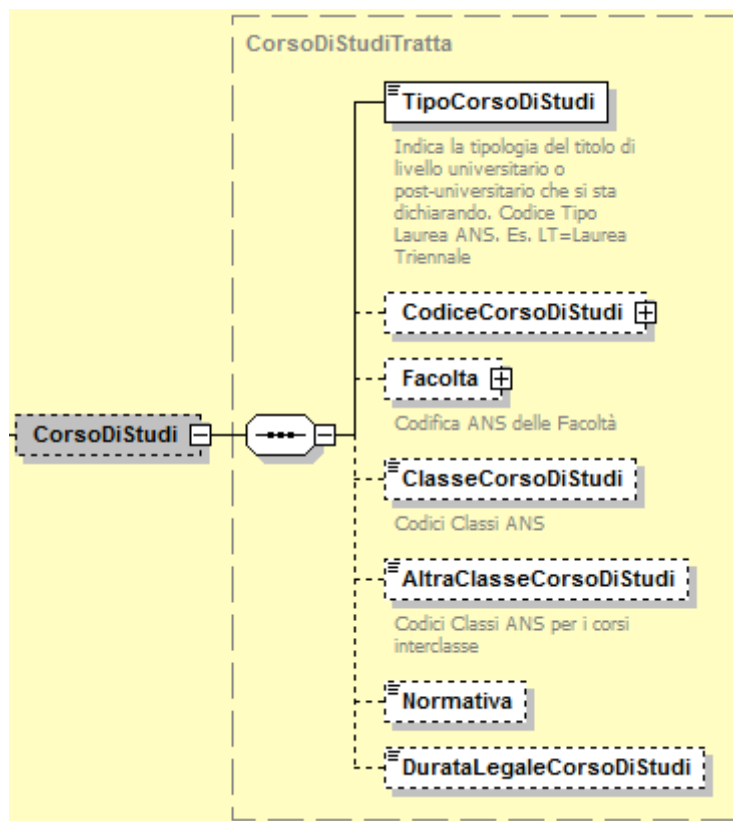 CorsoDiStudiTratta
TipoCorsoDiStudi
Indica la tipologia del titolo di
livello universitario o
post-universitario che si sta
dichiarando. Codice Tipo
Laurea ANS. Es. LT=Laurea
Triennale
CodiceCorsoDiStudi
Facolta
Codifica ANS delle Facoltà
CorsoDiStudi
ClasseCorsoDiStudi
Codici Classi ANS
AltraClasseCorsoDiStudi
Codici Classi ANS per i corsi
interclasse
Normativa
DurataLegaleCorsoDiStudi